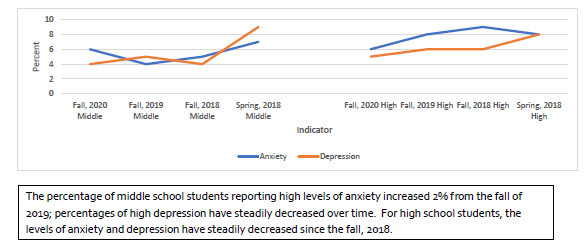 10
8
6
4
2
0
Percent
Fall, 2020 Fall, 2019 Fall, 2018 Spring, 2018 Fall, 2020 High Fall, 2019 High Fall, 2018 High Spring, 2018
Middle Middle Middle Middle High
Indicator
Anxiety Depression
The percentage of middle school students reporting high levels of anxiety increased 2% from the fall of
2019; percentages of high depression have steadily decreased over time. For high school students, the
levels of anxiety and depression have steadily decreased since the fall, 2018.